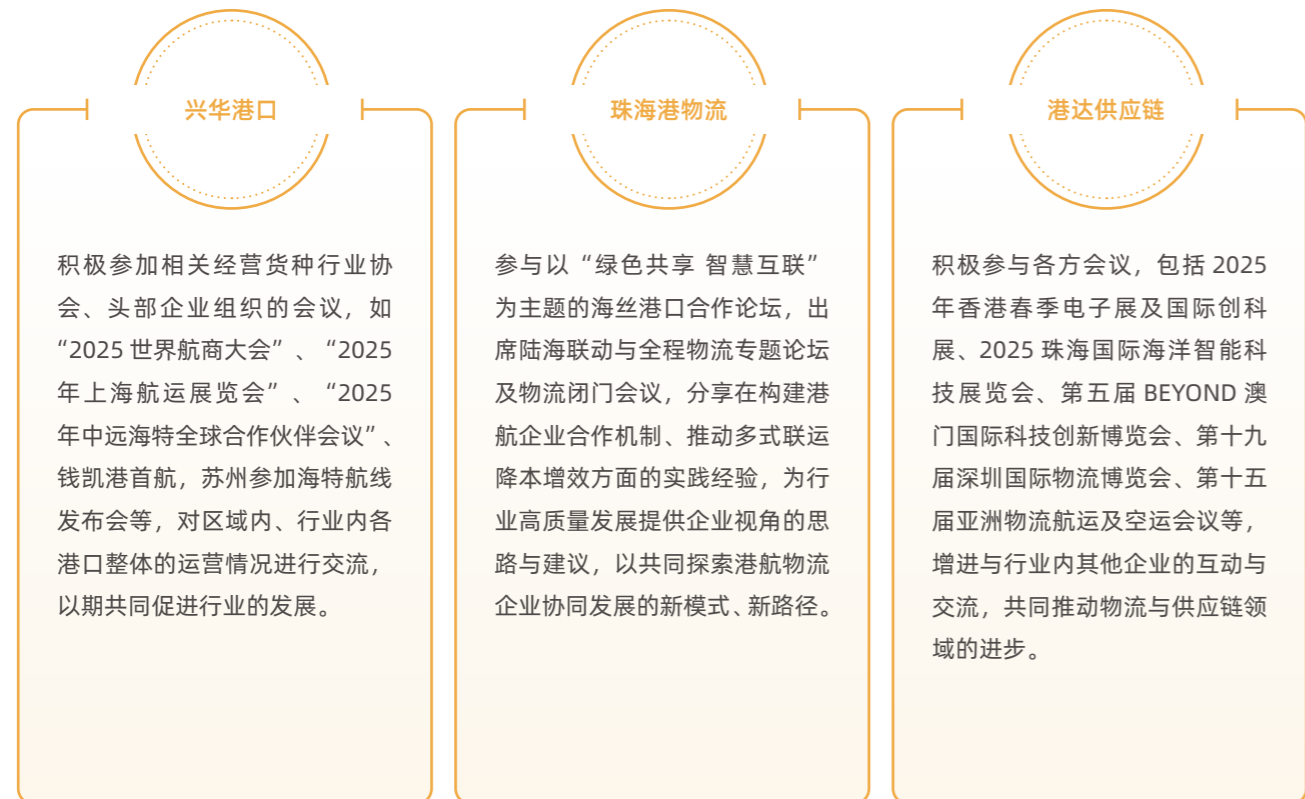 兴华港口
积极参加相关经营货种行业协
会、头部企业组织的会议，如
“2025 世界航商大会”、“2025
年上海航运展览会”、“2025
年中远海特全球合作伙伴会议”、
钱凯港首航，苏州参加海特航线
发布会等，对区域内、行业内各
港口整体的运营情况进行交流，
以期共同促进行业的发展。
珠海港物流
参与以“绿色共享 智慧互联”
为主题的海丝港口合作论坛，出
席陆海联动与全程物流专题论坛
及物流闭门会议，分享在构建港
航企业合作机制、推动多式联运
降本增效方面的实践经验，为行
业高质量发展提供企业视角的思
路与建议，以共同探索港航物流
企业协同发展的新模式、新路径。
港达供应链
积极参与各方会议，包括 2025
年香港春季电子展及国际创科
展、2025 珠海国际海洋智能科
技展览会、第五届 BEYOND 澳
门国际科技创新博览会、第十九
届深圳国际物流博览会、第十五
届亚洲物流航运及空运会议等，
增进与行业内其他企业的互动与
交流，共同推动物流与供应链领
域的进步。